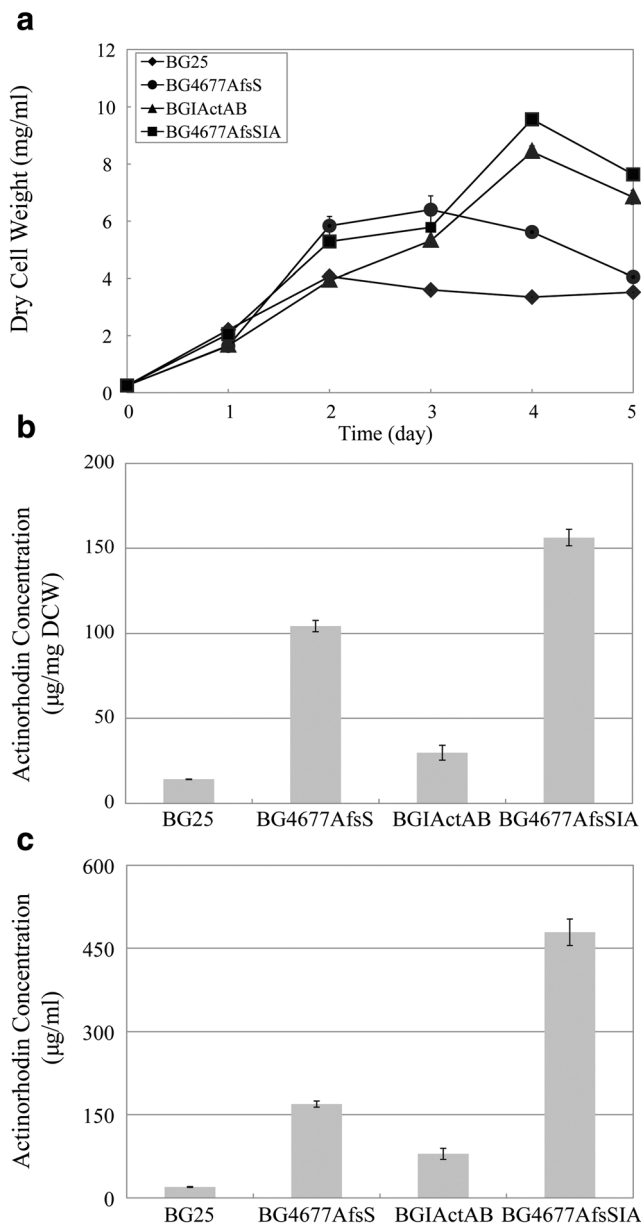 a
Dry Cell Weight (mg/ml)
12
10
8
6
4
2
0
BG25
BG4677AfsS
BGIActAB
BG4677AfsSIA
0 1 2 3 4 5
Time (day)
b
Actinorhodin Concentration
(µg/mg DCW)
200
150
100
50
0
BG25 BG4677AfsS BGIActAB BG4677AfsSIA
c
Actinorhodin Concentration
(µg/ml)
600
450
300
150
0
BG25 BG4677AfsS BGIActAB BG4677AfsSIA